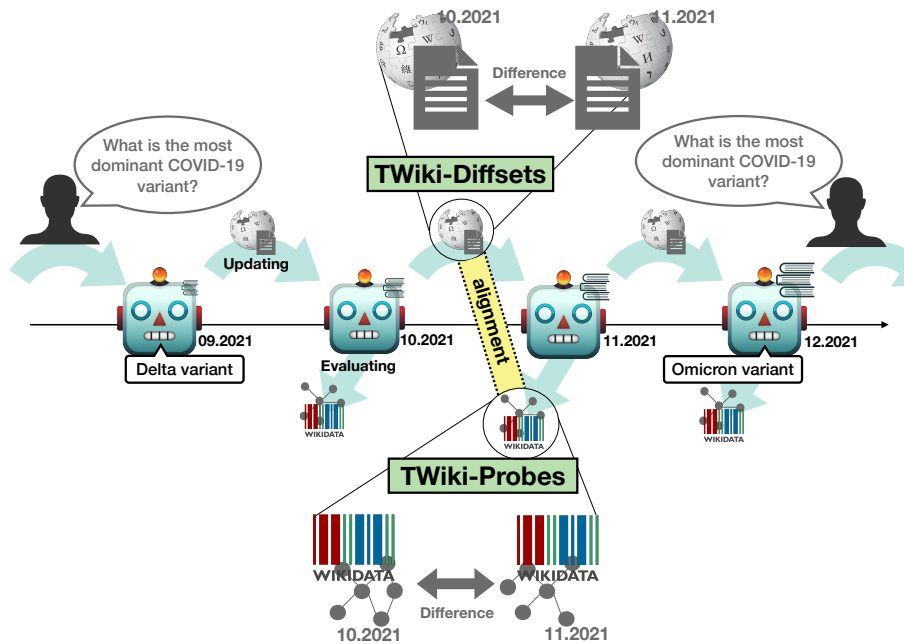 10.2021
11.2021
Difference
What is the most
dominant COVID-19
variant?
What is the most
dominant COVID-19
variant?
TWiki-Diffsets
Updating
alignment
09.2021
10.2021
11.2021
12.2021
Delta variant
Evaluating
Omicron variant
WIKIDATA
WIKIDATA
WIKIDATA
TWiki-Probes
WIKIDATA
WIKIDATA
Difference
10.2021
11.2021